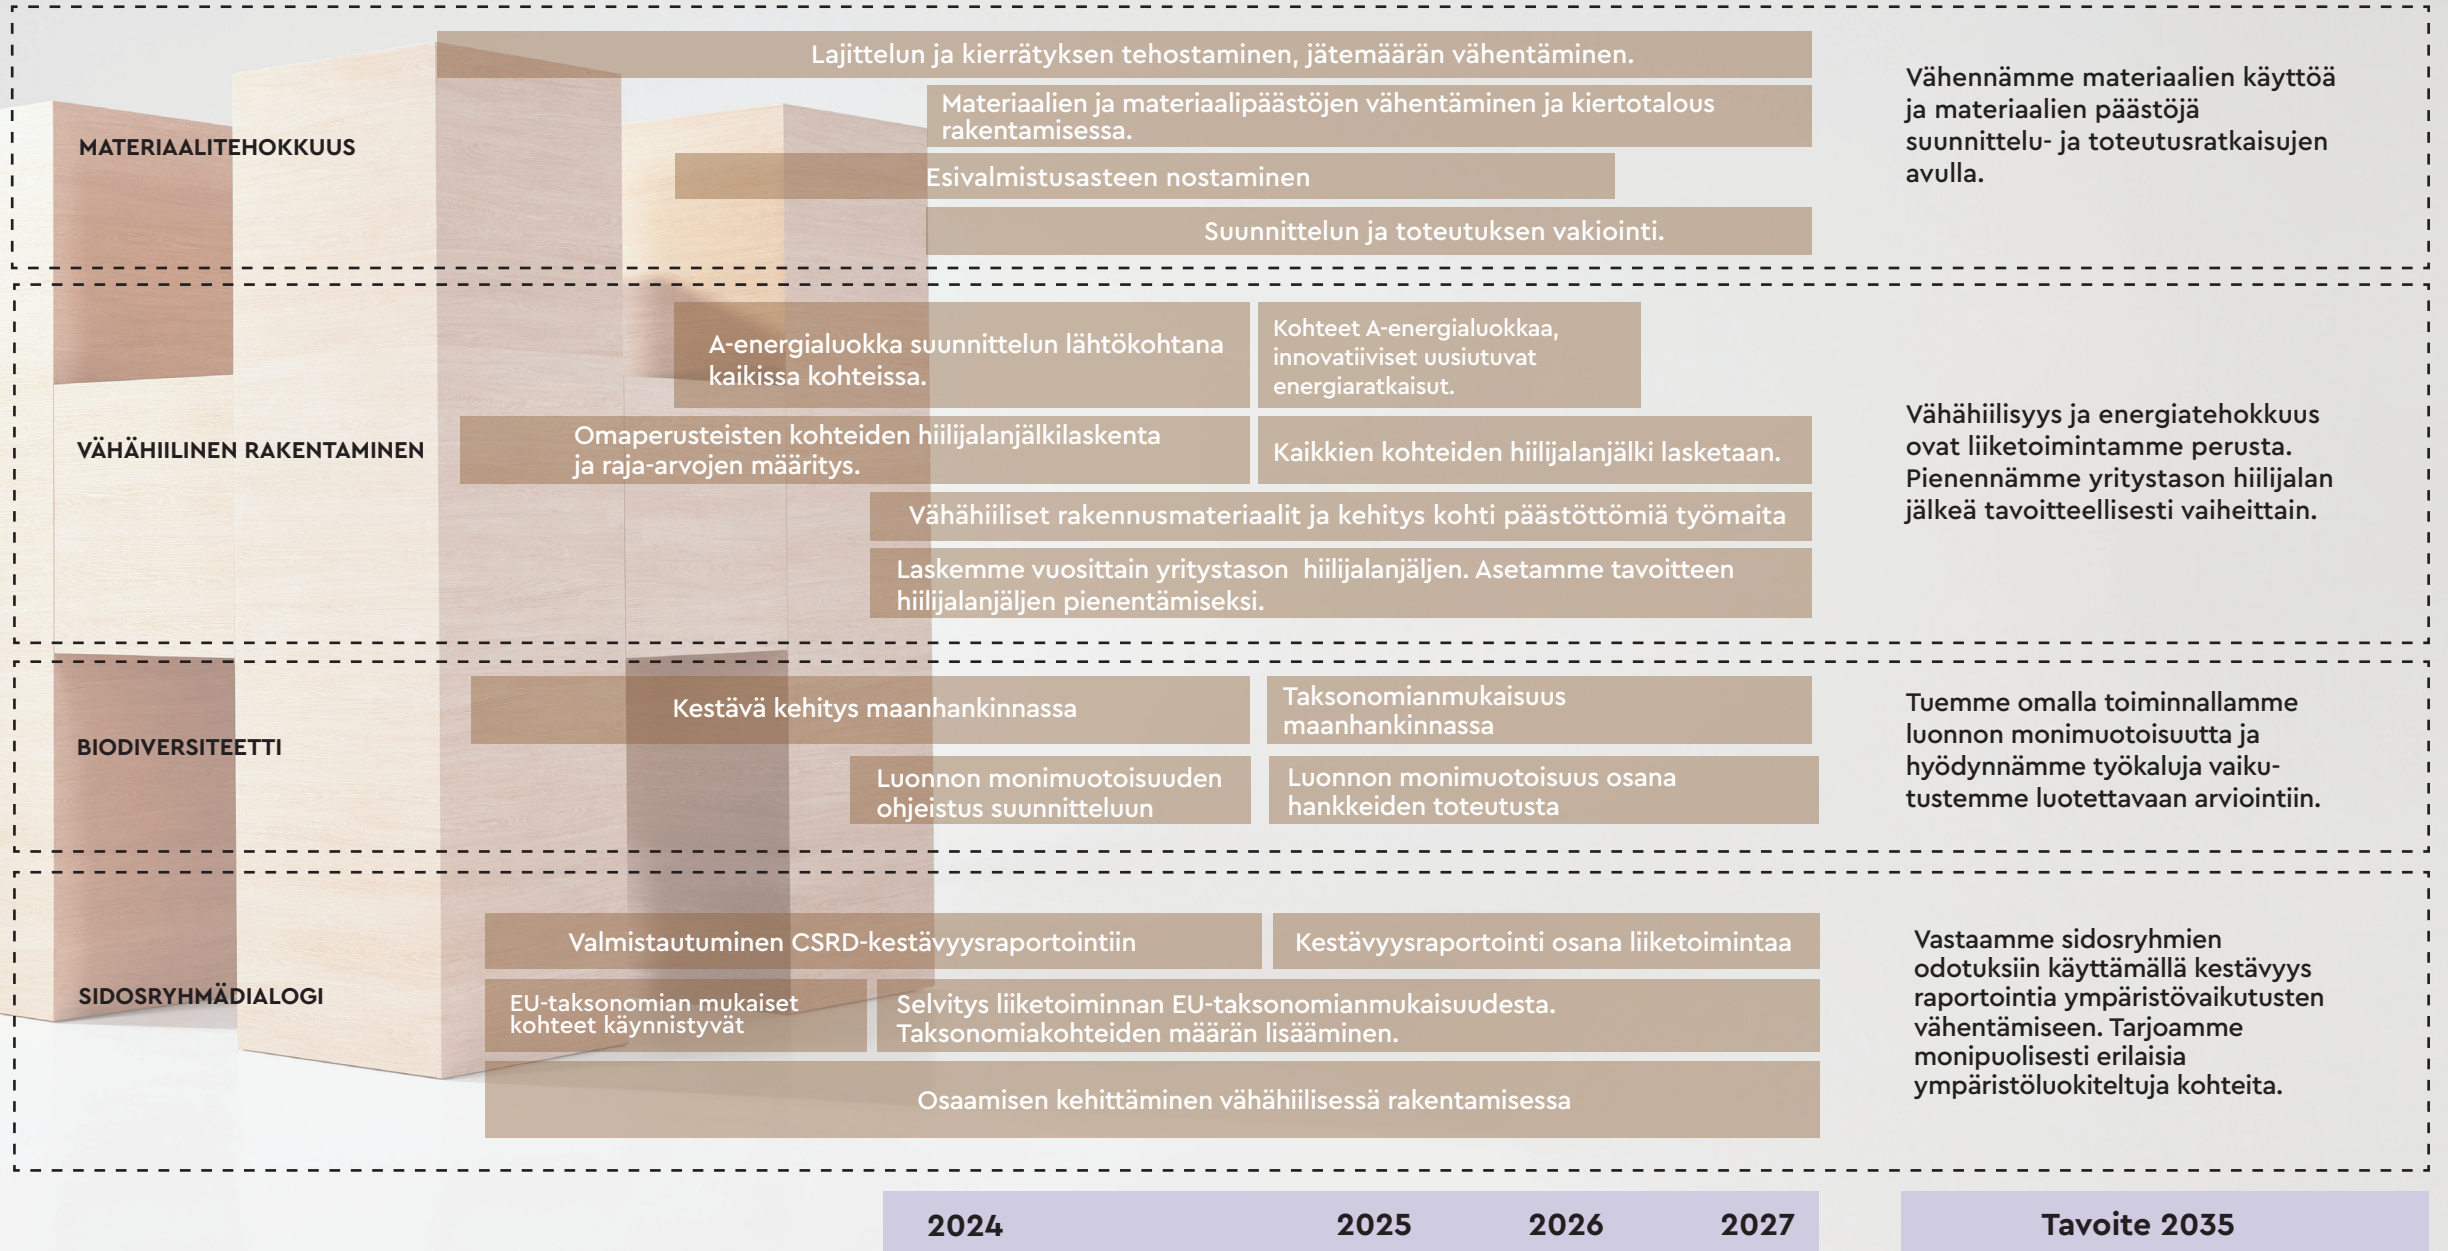 Lajittelun ja kierrätyksen tehostaminen, jätemäärän vähentäminen.
Materiaalien ja materiaalipäästöjen vähentäminen ja kiertotalous
rakentamisessa.
MATERIAALITEHOKKUUS
Esivalmistusasteen nostaminen
Suunnittelun ja toteutuksen vakiointi.
Vähennämme materiaalien käyttöä
ja materiaalien päästöjä
suunnittelu- ja toteutusratkaisujen
avulla.
A-energialuokka suunnittelun lähtökohtana
kaikissa kohteissa.
Kohteet A-energialuokkaa,
innovatiiviset uusiutuvat
energiaratkaisut.
VÄHÄHIILINEN RAKENTAMINEN
Omaperusteisten kohteiden hiilijalanjälkilaskenta
ja raja-arvojen määritys.
Kaikkien kohteiden hiilijalanjälki lasketaan.
Vähähiiliset rakennusmateriaalit ja kehitys kohti päästöttömiä työmaita
Laskemme vuosittain yritystason hiilijalanjäljen. Asetamme tavoitteen
hiilijalanjäljen pienentämiseksi.
Vähähiilisyys ja energiatehokkuus
ovat liiketoimintamme perusta.
Pienennämme yritystason hiilijalan
jälkeä tavoitteellisesti vaiheittain.
BIODIVERSITEETTI
Kestävä kehitys maanhankinnassa
Taksonomianmukaisuus
maanhankinnassa
Luonnon monimuotoisuuden
ohjeistus suunnitteluun
Luonnon monimuotoisuus osana
hankkeiden toteutusta
Tuemme omalla toiminnallamme
luonnon monimuotoisuutta ja
hyödynnämme työkaluja vaiku-
tustemme luotettavaan arviointiin.
SIDOSRYHMÄDIALOGI
Valmistautuminen CSRD-kestävyysraportointiin
Kestävyysraportointi osana liiketoimintaa
EU-taksonomian mukaiset
kohteet käynnistyvät
Selvitys liiketoiminnan EU-taksonomianmukaisuudesta.
Taksonomiakohteiden määrän lisääminen.
Osaamisen kehittäminen vähähiilisessä rakentamisessa
Vastaamme sidosryhmien
odotuksiin käyttämällä kestävyys
raportointia ympäristövaikutusten
vähentämiseen. Tarjoamme
monipuolisesti erilaisia
ympäristöluokiteltuja kohteita.
2024 2025 2026 2027 Tavoite 2035